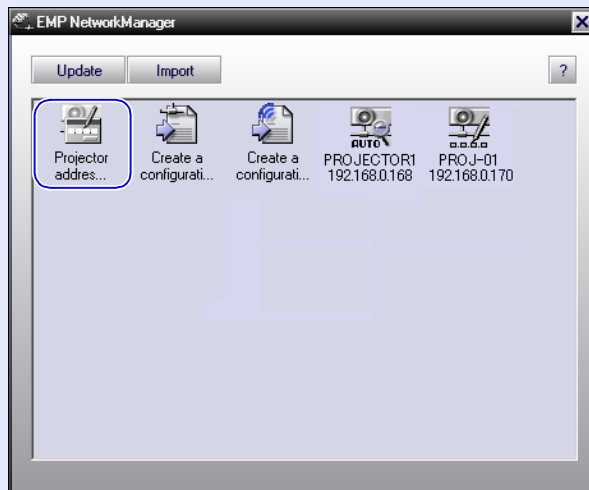 EMP NetworkManager
Update
Import
?
Projector
addres...
Create a
configurati...
Create a
configurati...
AUTO
PROJECTOR1
192.168.0.168
PROJ-01
192.168.0.170